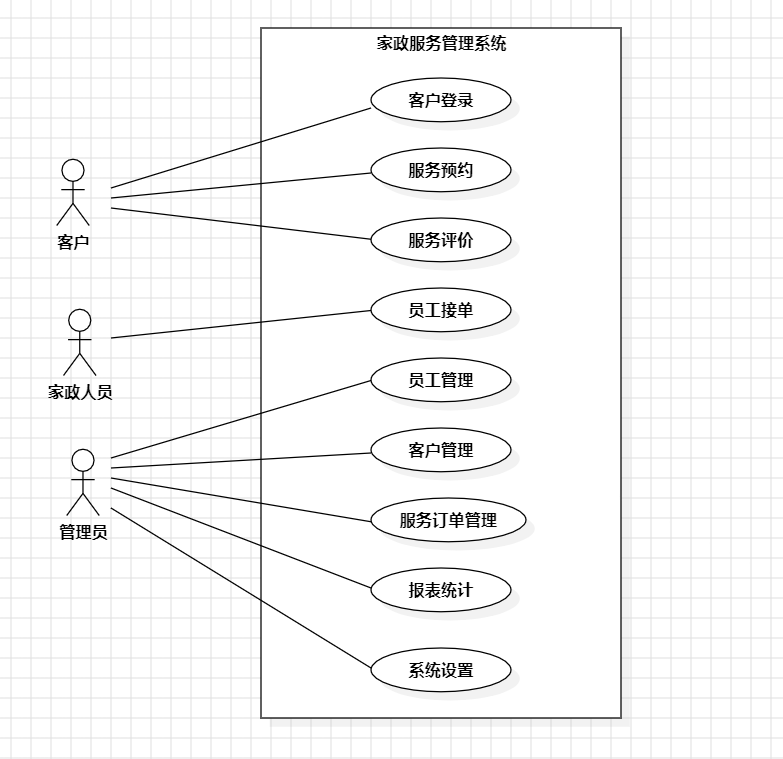 家政服务管理系统
客户登录
服务预约
客户
服务评价
员工接单
家政人员
员工管理
客户管理
管理员
服务订单管理
报表统计
系统设置